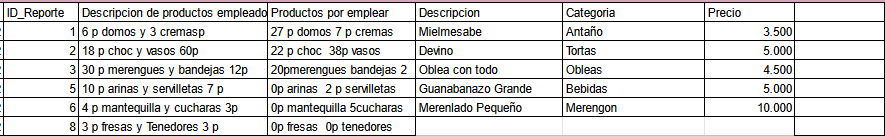 ID_Reporte Descripcion de productos empleado Productos por emplear Descripcion Categoria Precio
1 6 p domos y 3 cremasp 27 p domos 7 p cremas Mielmesabe Antaño 3.500
2 18 p choc y vasos 60p 22 p choc 38p vasos Devino Tortas 5.000
3 30 p merengues y bandejas 12p 20pmerengues bandejas 2 Oblea con todo Obleas 4.500
5 10 p arinas y servilletas 7 p 0p arinas 2 p servilletas Guanabanazo Grande Bebidas 5.000
6 4 p mantequilla y cucharas 3p 0p mantequilla 5cucharas Merenlado Pequeño Merengon 10.000
8 3 p fresas y Tenedores 3 p 0p fresas 0p tenedores